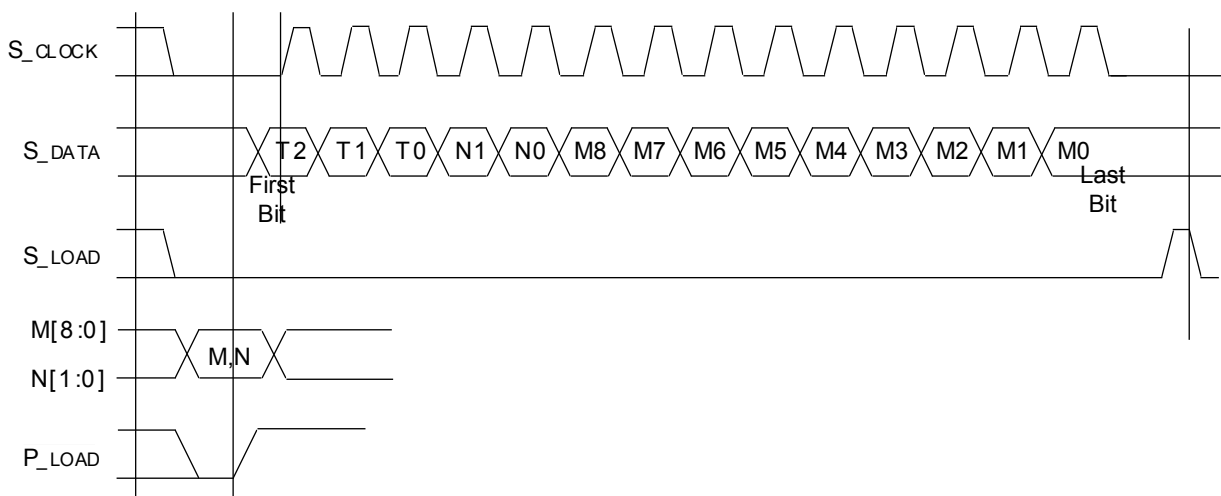 S_CLOCK
S_DATA
T2 T1 T0 N1 N0 M8 M7 M6 M5 M4 M3 M2 M1 M0
First
Bit
Last
Bit
S_LOAD
M[8:0]
M,N
N[1:0]
P_LOAD